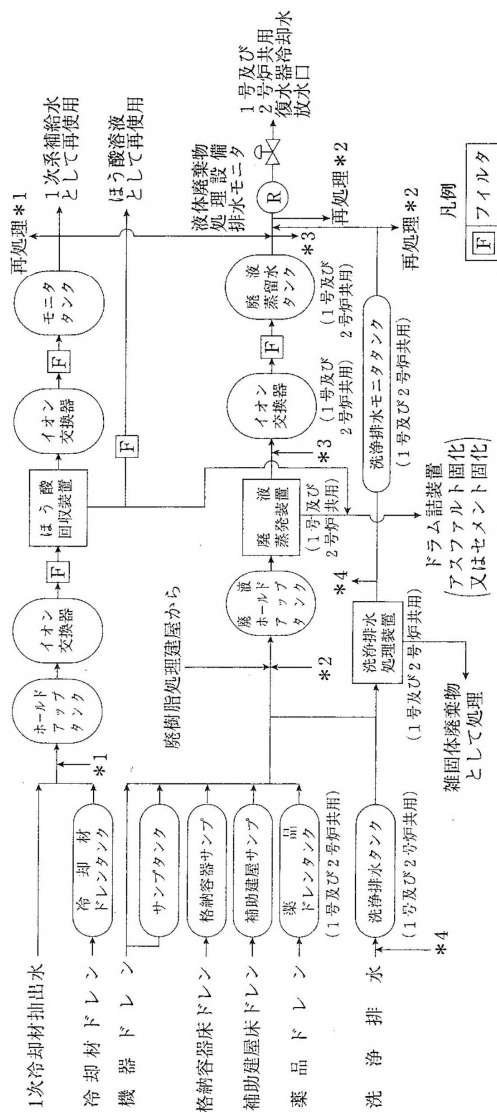 1次冷却材抽出水
冷却材ドレン
機器ドレン
格納容器床ドレン
補助建屋床ドレン
薬品ドレン
洗浄排水
冷却材
ドレンタンク
サンプタンク
格納容器サンプ
補助建屋サンプ
薬品
ドレンタンク
(1号及び2号炉共用)
洗浄排水タンク
(1号及び2号炉共用)
*4
*1
ホールド
アップ
タンク
イオン
交換器
F
ほう酸
回収装置
イオン
交換器
F
モニタ
タンク
再処理*1
1次系補給水
として再使用
F
ほう酸溶液
として再使用
廃樹脂処理建屋から
*2
廃液
ホールド
アップ
タンク
廃液
蒸発装置
(1号及び
2号炉共用)
*3
イオン
交換器
(1号及び
2号炉共用)
F
廃液
蒸留水
タンク
(1号及び
2号炉共用)
*3
液体廃棄物
処理設備
排水モニタ
R
再処理*2
1号及び
2号炉共用
復水器冷却水
放水口
洗浄排水
処理装置
(1号及び2号炉共用)
*4
雑固体廃棄物
として処理
ドラム詰装置
(アスファルト固化
又はセメント固化)
洗浄排水モニタタンク
(1号及び2号炉共用)
再処理*2
凡例
F フィルタ